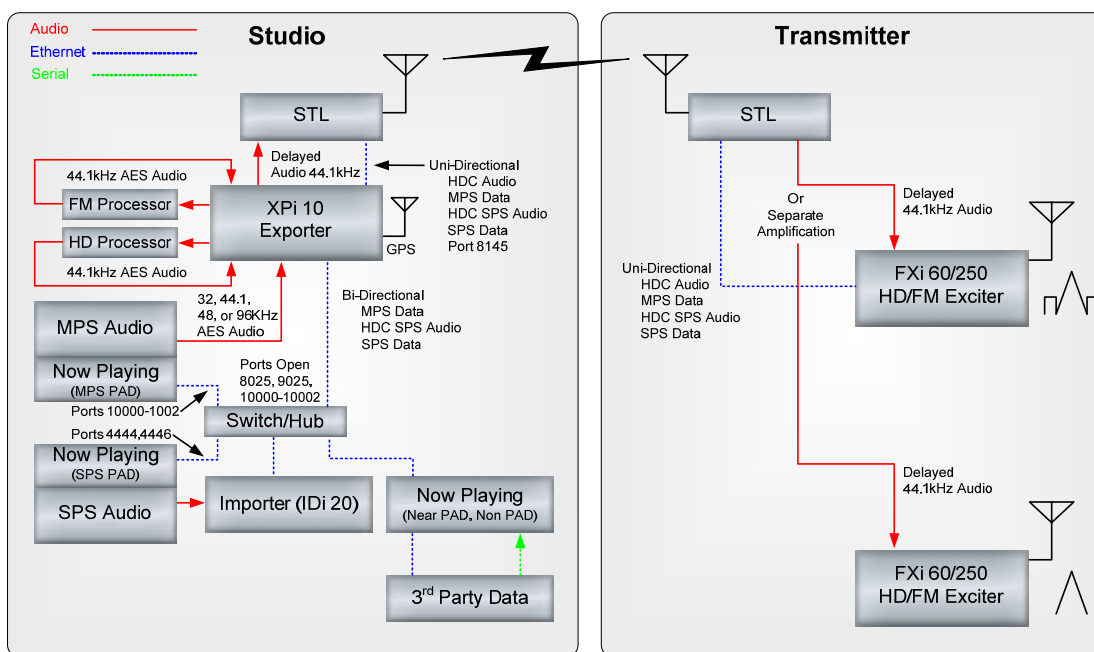 Audio
Ethernet
Serial
Studio
STL
Delayed
Audio 44.1kHz
Uni-Directional
HDC Audio
MPS Data
HDC SPS Audio
SPS Data
Port 8145
44.1kHz AES Audio
FM Processor
HD Processor
44.1kHz AES Audio
XPi 10
Exporter
GPS
32, 44.1,
48, or 96KHz
AES Audio
Bi-Directional
MPS Data
HDC SPS Audio
SPS Data
MPS Audio
Now Playing
(MPS PAD)
Ports 10000-1002
Ports Open
8025, 9025,
10000-10002
Switch/Hub
Ports 4444,4446
Now Playing
(SPS PAD)
SPS Audio
Importer (IDi 20)
Now Playing
(Near PAD, Non PAD)
3rd Party Data
Transmitter
STL
Or
Separate
Amplification
Delayed
44.1kHz Audio
Uni-Directional
HDC Audio
MPS Data
HDC SPS Audio
SPS Data
FXi 60/250
HD/FM Exciter
Delayed
44.1kHz Audio
FXi 60/250
HD/FM Exciter